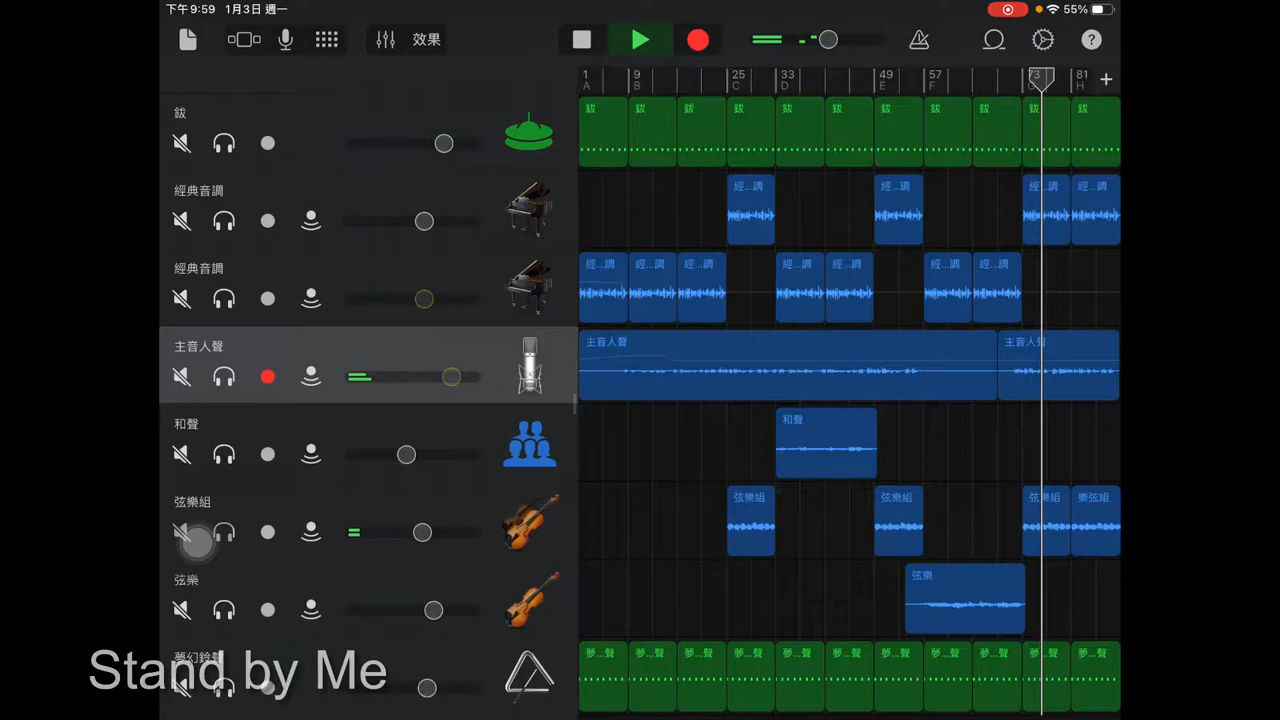 下午9:59 1月3日 週一 55%
效果
1 9 25 33 49 57 73 81 +
A B C D E F G H
鈸
鈸 鈸 鈸 鈸 鈸 鈸 鈸 鈸 鈸 鈸 鈸
經典音調
經...調 經...調 經...調 經...調
經典音調
經...調 經...調 經...調 經...調 經...調 經...調 經...調
主音人聲
主音人聲 主音人聲
和聲
和聲
弦樂組
弦樂組 弦樂組 弦樂組 樂弦組
弦樂
弦樂
夢幻鈴聲
夢...聲 夢...聲 夢...聲 夢...聲 夢...聲 夢...聲 夢...聲 夢...聲 夢...聲 夢...聲 夢...聲
Stand by Me